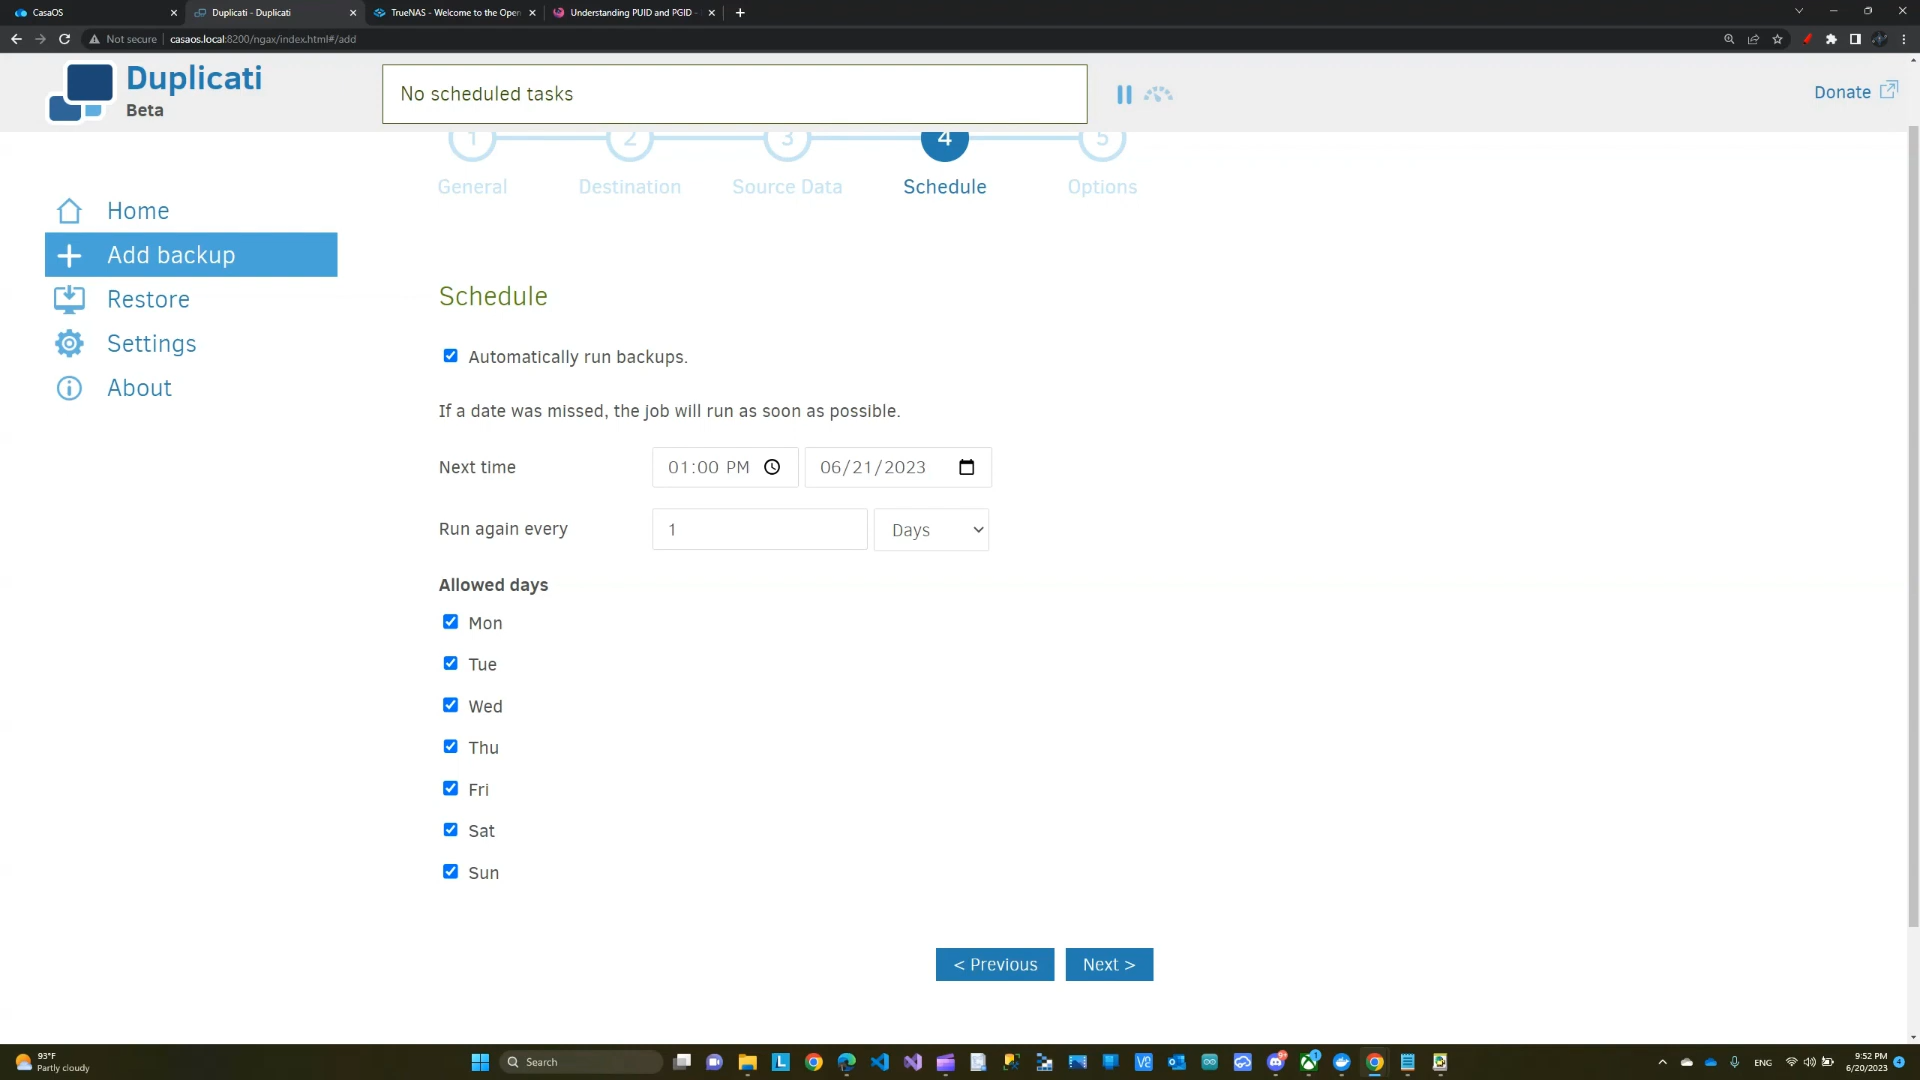 CasaOS
Duplicati - Duplicati
TrueNAS - Welcome to the Open
Understanding PUID and PGID -
Not secure
casaos.local:8200/ngax/index.html#/add
Duplicati
Beta
No scheduled tasks
Donate
1
2
3
4
5
General
Destination
Source Data
Schedule
Options
Home
Add backup
Restore
Settings
About
Schedule
Automatically run backups.
If a date was missed, the job will run as soon as possible.
Next time
01:00 PM
06/21/2023
Run again every
1
Days
Allowed days
Mon
Tue
Wed
Thu
Fri
Sat
Sun
< Previous
Next >
93°F
Partly cloudy
Search
ENG
9:52 PM
6/20/2023
4